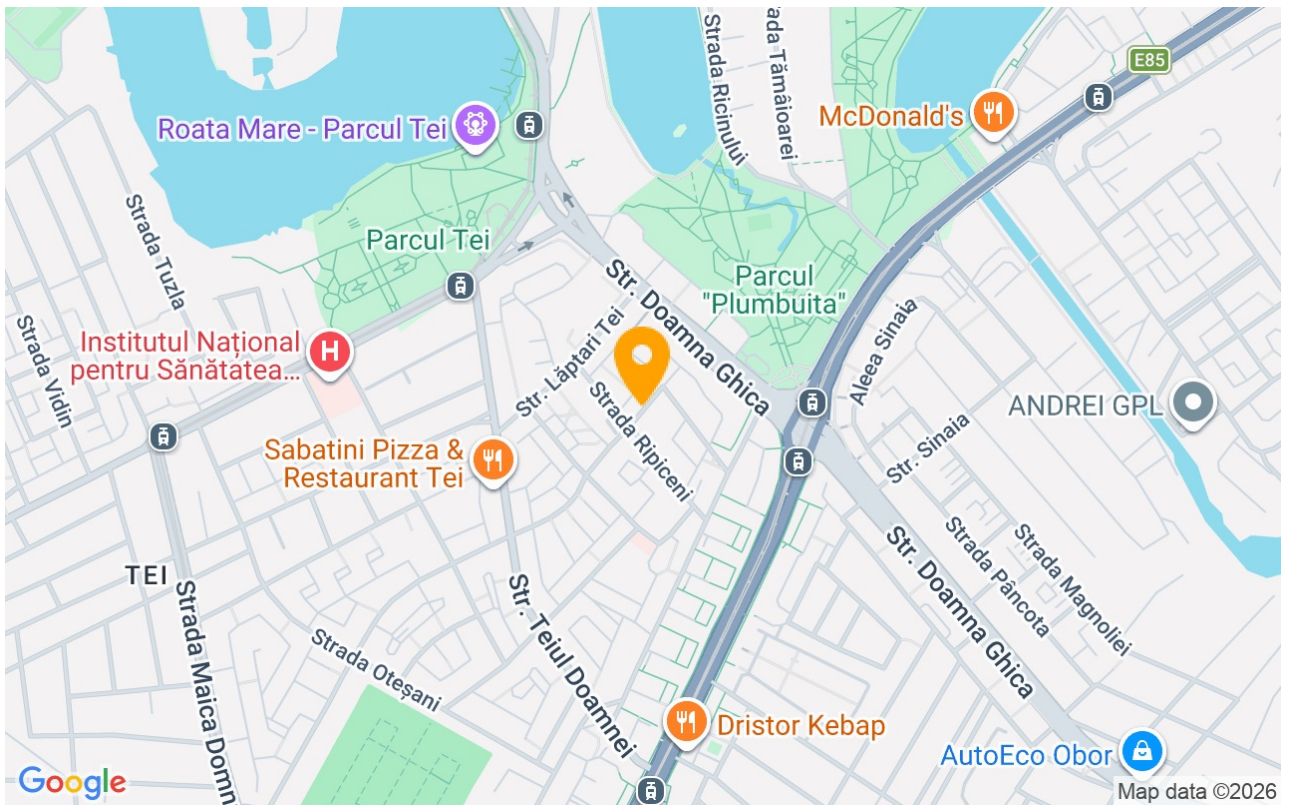 Strada Ricinului
ada Tămâioarei
E85
McDonald's
Roata Mare - Parcul Tei
Strada Tuzla
Parcul Tei
Str. Doamna Ghica
Parcul
"Plumbuita"
Aleea Sinaia
Strada Vidin
Institutul Național
pentru Sănătatea...
H
Str. Lăptari Tei
Strada Ripiceni
ANDREI GPL
Sabatini Pizza &
Restaurant Tei
Str. Sinaia
TEI
Strada Maica Domn
Str. Teiul Doamnei
Strada Oteșani
Str. Doamna Ghica
Strada Pâncota
Strada Magnoliei
Dristor Kebap
AutoEco Obor
Google
Map data ©2026